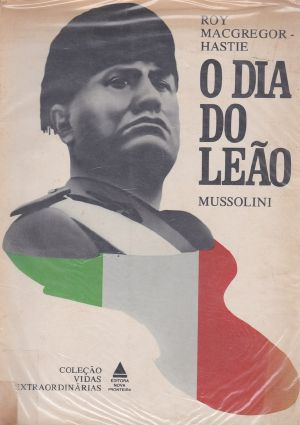 ROY
MACGREGOR-
HASTIE
O DIA
DO
LEÃO
MUSSOLINI
COLEÇÃO
VIDAS
EXTRAORDINÁRIAS
EDITORA
NOVA
FRONTEIRA